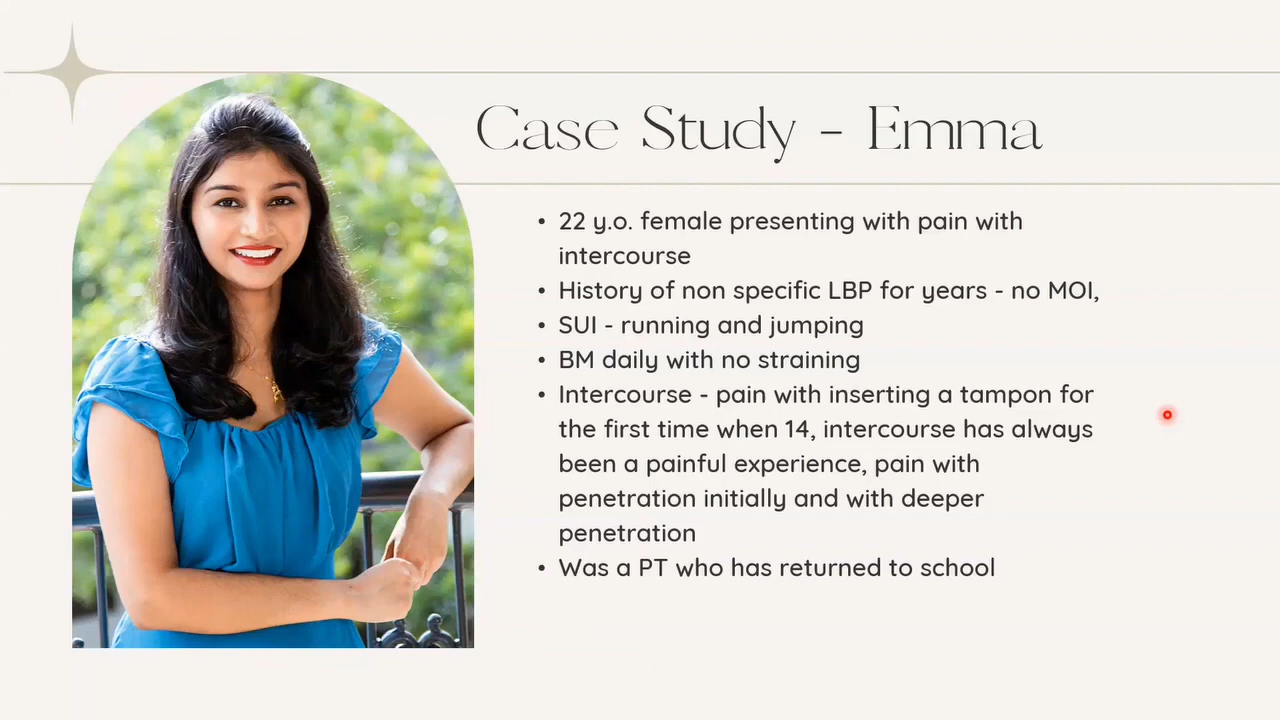 Case Study - Emma
• 22 y.o. female presenting with pain with
intercourse
• History of non specific LBP for years - no MOI,
• SUI - running and jumping
• BM daily with no straining
• Intercourse - pain with inserting a tampon for
the first time when 14, intercourse has always
been a painful experience, pain with
penetration initially and with deeper
penetration
• Was a PT who has returned to school